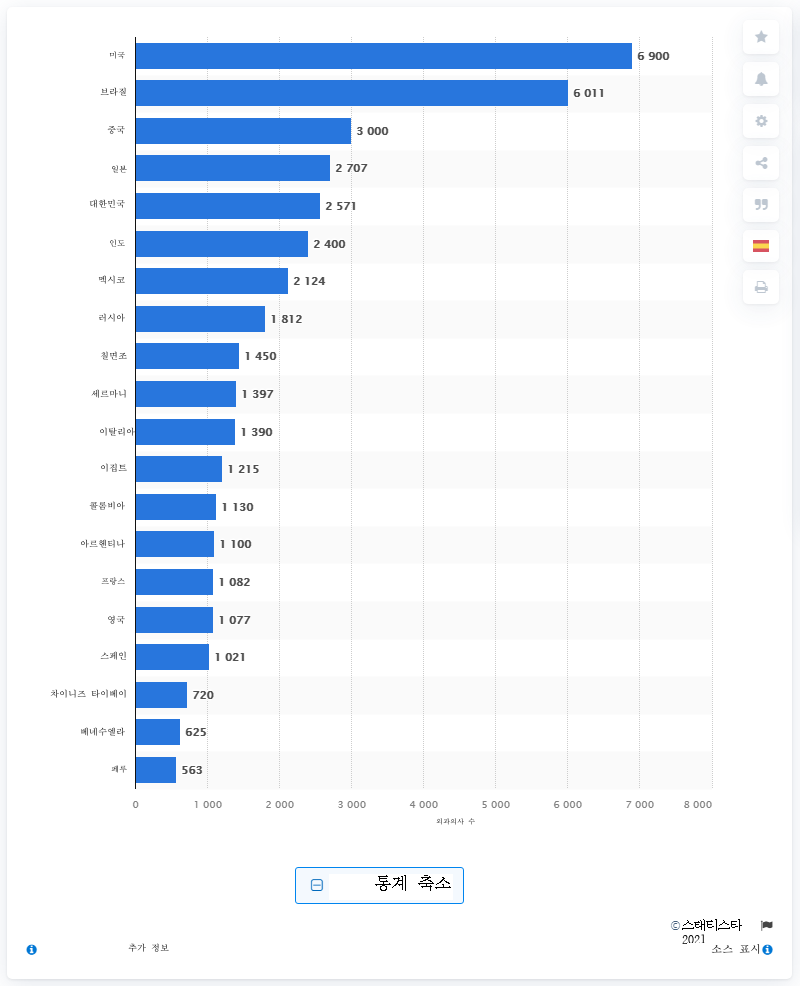 미국 6 900
브라질 6 011
중국 3 000
일본 2 707
대한민국 2 571
인도 2 400
멕시코 2 124
러시아 1 812
칠면조 1 450
세르마니 1 397
이탈리아 1 390
이집트 1 215
콜롬비아 1 130
아르헨티나 1 100
프랑스 1 082
영국 1 077
스페인 1 021
차이니즈 타이베이 720
베네수엘라 625
페루 563
0 1 000 2 000 3 000 4 000 5 000 6 000 7 000 8 000
외과의사 수
통계 축소
©스태티스타
2021
추가 정보
소스 표시